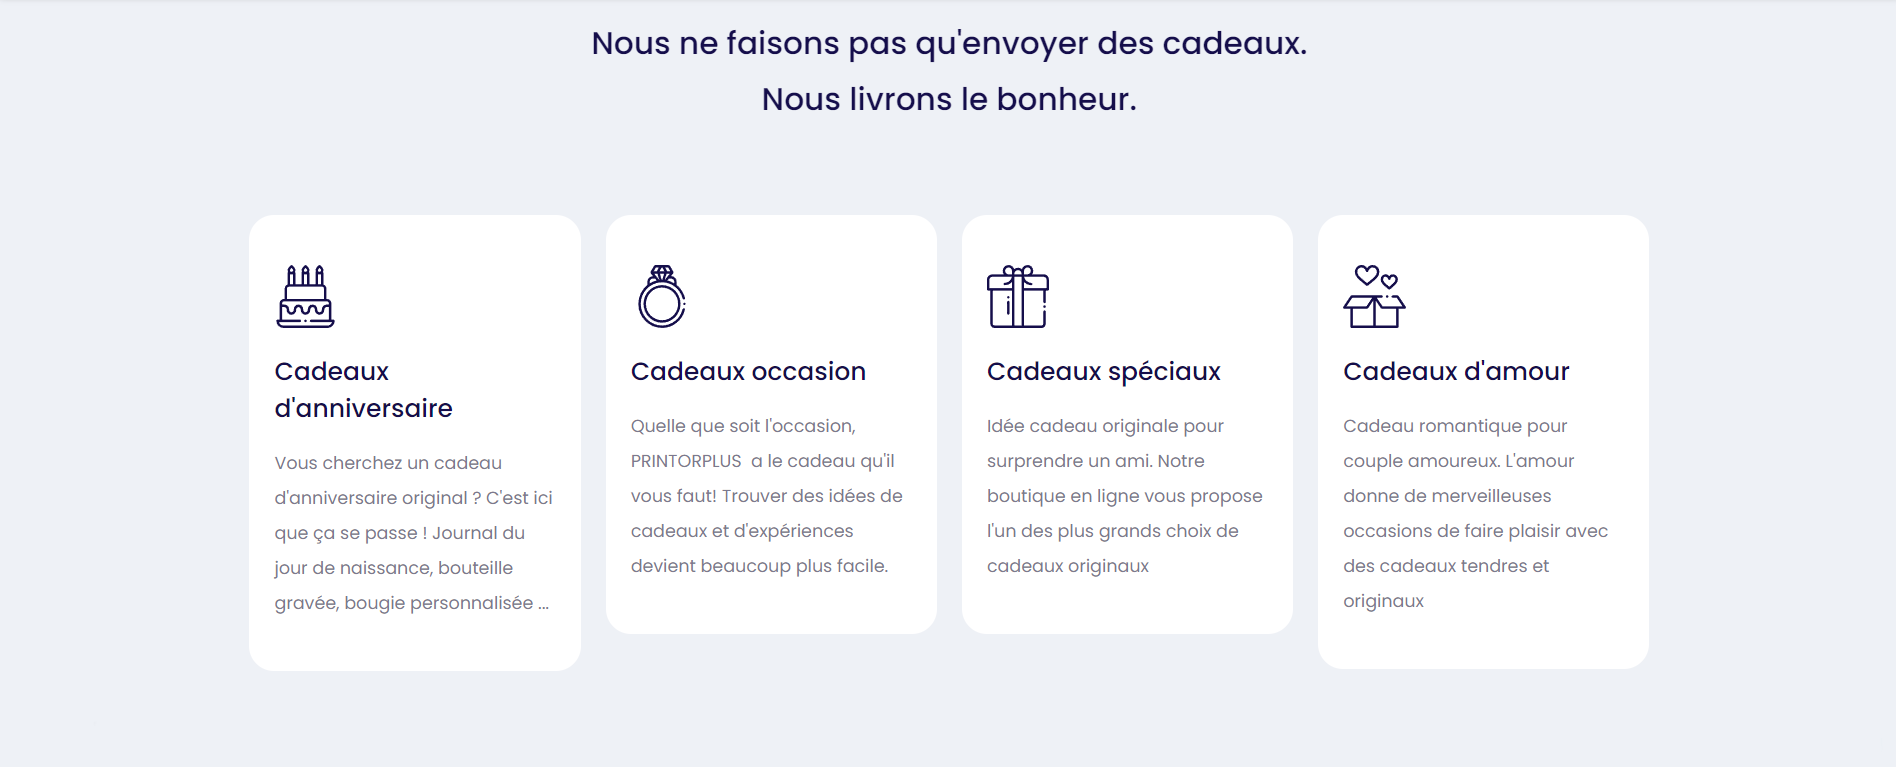 Nous ne faisons pas qu'envoyer des cadeaux.
Nous livrons le bonheur.
Cadeaux
d'anniversaire
Vous cherchez un cadeau
d'anniversaire original ? C'est ici
que ça se passe ! Journal du
jour de naissance, bouteille
gravée, bougie personnalisée ...
Cadeaux occasion
Quelle que soit l'occasion,
PRINTORPLUS  a le cadeau qu'il
vous faut! Trouver des idées de
cadeaux et d'expériences
devient beaucoup plus facile.
Cadeaux spéciaux
Idée cadeau originale pour
surprendre un ami. Notre
boutique en ligne vous propose
l'un des plus grands choix de
cadeaux originaux
Cadeaux d'amour
Cadeau romantique pour
couple amoureux. L'amour
donne de merveilleuses
occasions de faire plaisir avec
des cadeaux tendres et
originaux